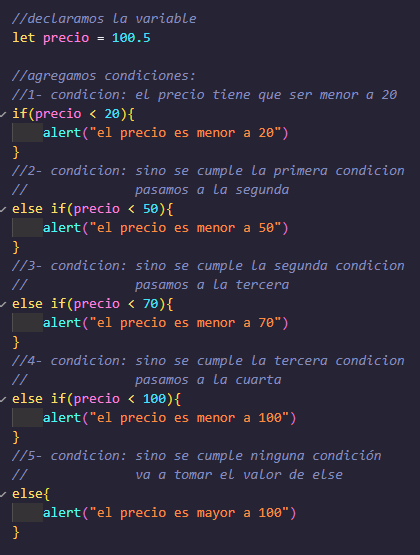 //declaramos la variable
let precio = 100.5
//agregamos condiciones:
//1- condicion: el precio tiene que ser menor a 20
if(precio < 20){
alert("el precio es menor a 20")
}
//2- condicion: sino se cumple la primera condicion
// pasamos a la segunda
else if(precio < 50){
alert("el precio es menor a 50")
}
//3- condicion: sino se cumple la segunda condicion
// pasamos a la tercera
else if(precio < 70){
alert("el precio es menor a 70")
}
//4- condicion: sino se cumple la tercera condicion
// pasamos a la cuarta
else if(precio < 100){
alert("el precio es menor a 100")
}
//5- condicion: sino se cumple ninguna condición
// va a tomar el valor de else
else{
alert("el precio es mayor a 100")
}